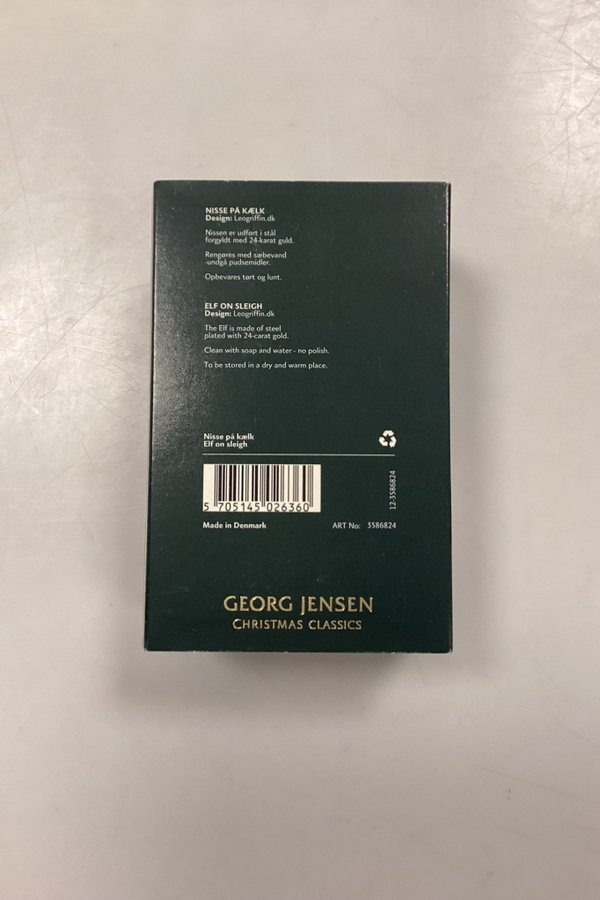 NISSE PÅ KÆLK
Design: Leogriffin.dk
Nissen er udført i stål
forgyldt med 24-karat guld.
Rengøres med sæbevand
-undgå pudsemidler.
Opbevares tørt og lunt.
ELF ON SLEIGH
Design: Leogriffin.dk
The Elf is made of steel
plated with 24-carat gold.
Clean with soap and water - no polish.
To be stored in a dry and warm place.
Nisse på kælk
Elf on sleigh
5 705145 026360
12-3586824
Made in Denmark
ART No: 3586824
GEORG JENSEN
CHRISTMAS CLASSICS